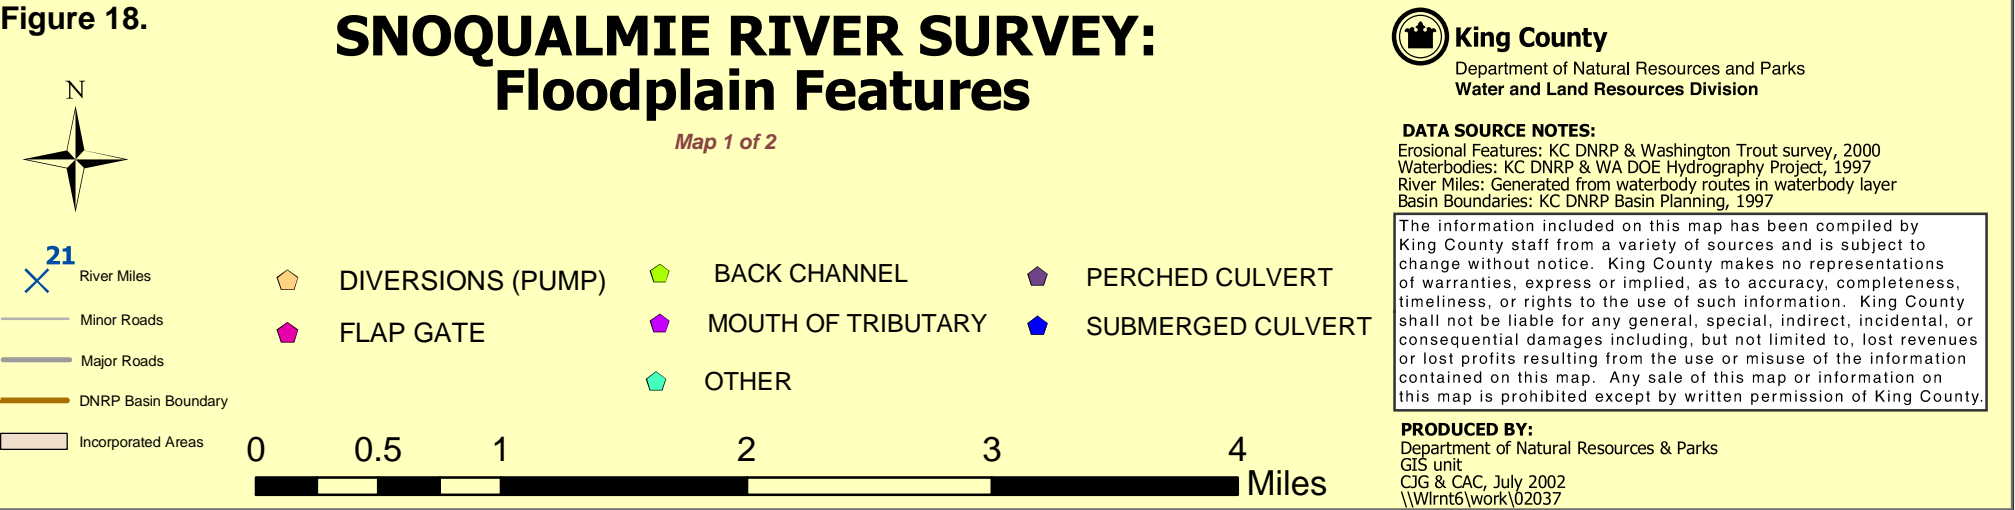 Figure 18.
SNOQUALMIE RIVER SURVEY:
Floodplain Features
Map 1 of 2
N
21
River Miles
Minor Roads
Major Roads
DNRP Basin Boundary
Incorporated Areas
DIVERSIONS (PUMP)
FLAP GATE
BACK CHANNEL
MOUTH OF TRIBUTARY
OTHER
PERCHED CULVERT
SUBMERGED CULVERT
0 0.5 1 2 3 4
Miles
King County
Department of Natural Resources and Parks
Water and Land Resources Division
DATA SOURCE NOTES:
Erosional Features: KC DNRP & Washington Trout survey, 2000
Waterbodies: KC DNRP & WA DOE Hydrography Project, 1997
River Miles: Generated from waterbody routes in waterbody layer
Basin Boundaries: KC DNRP Basin Planning, 1997
The information included on this map has been compiled by
King County staff from a variety of sources and is subject to
change without notice. King County makes no representations
of warranties, express or implied, as to accuracy, completeness,
timeliness, or rights to the use of such information. King County
shall not be liable for any general, special, indirect, incidental, or
consequential damages including, but not limited to, lost revenues
or lost profits resulting from the use or misuse of the information
contained on this map. Any sale of this map or information on
this map is prohibited except by written permission of King County.
PRODUCED BY:
Department of Natural Resources & Parks
GIS unit
CJG & CAC, July 2002
\\Wlrnt6\work\02037